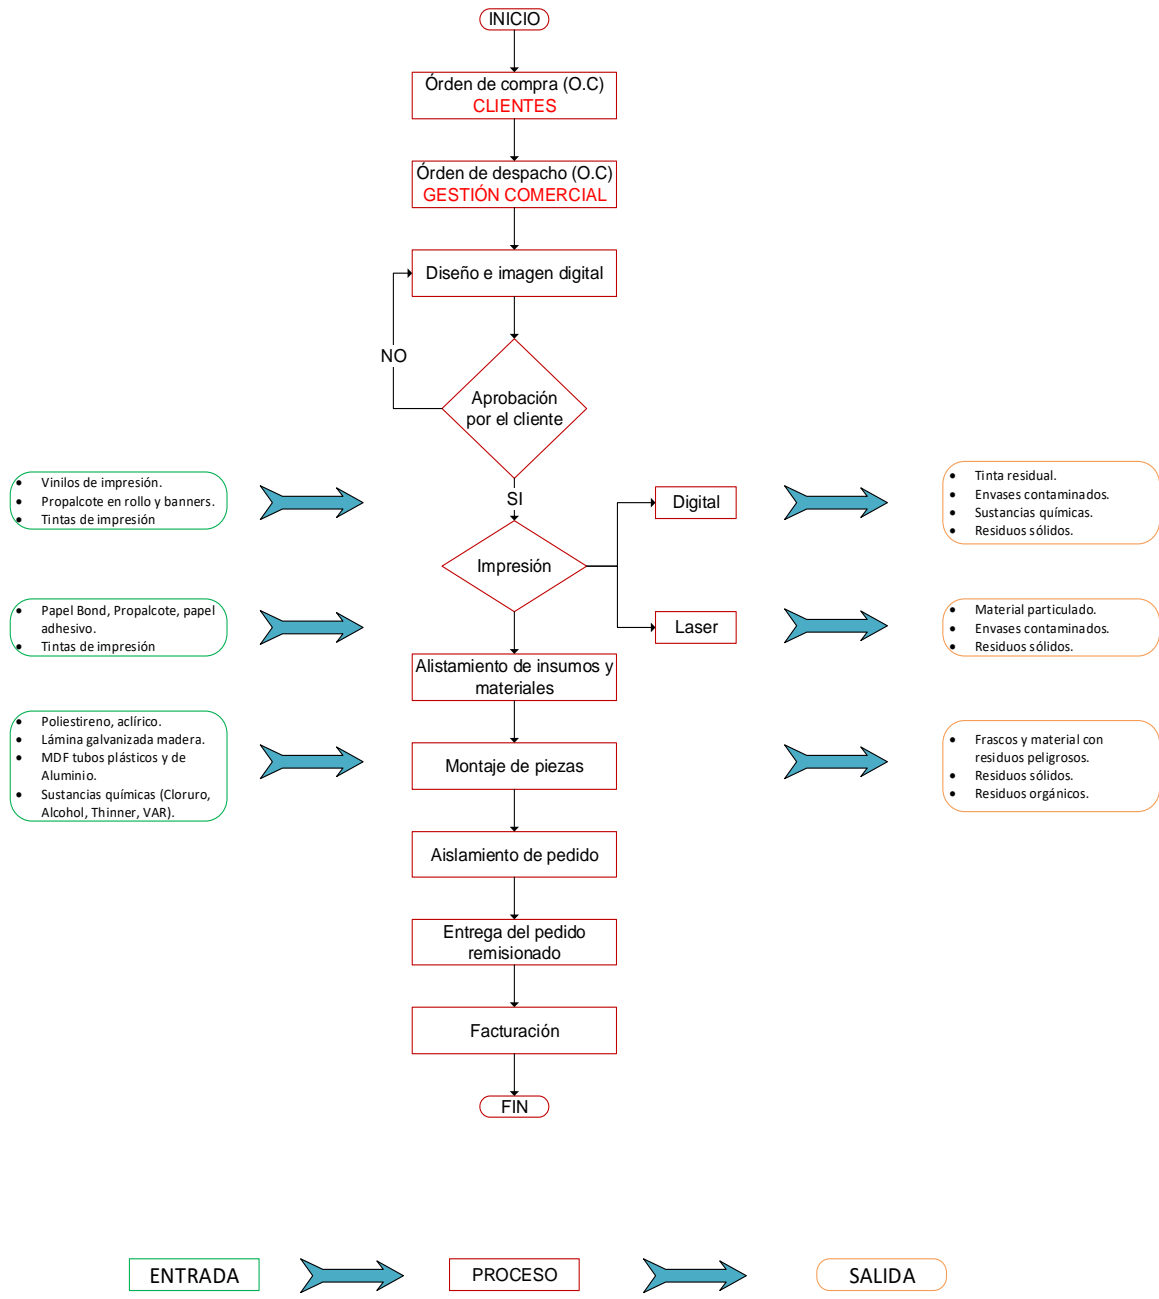 INICIO
Órden de compra (O.C)
CLIENTES
Órden de despacho (O.C)
GESTIÓN COMERCIAL
Diseño e imagen digital
NO
Aprobación
por el cliente
SI
• Vinilos de impresión.
• Propalcote en rollo y banners.
• Tintas de impresión
Impresión
Digital
• Tinta residual.
• Envases contaminados.
• Sustancias químicas.
• Residuos sólidos.
• Papel Bond, Propalcote, papel
adhesivo.
• Tintas de impresión
Laser
• Material particulado.
• Envases contaminados.
• Residuos sólidos.
Alistamiento de insumos y
materiales
• Poliestireno, aclírico.
• Lámina galvanizada madera.
• MDF tubos plásticos y de
Aluminio.
• Sustancias químicas (Cloruro,
Alcohol, Thinner, VAR).
Montaje de piezas
• Frascos y material con
residuos peligrosos.
• Residuos sólidos.
• Residuos orgánicos.
Aislamiento de pedido
Entrega del pedido
remisionado
Facturación
FIN
ENTRADA
PROCESO
SALIDA